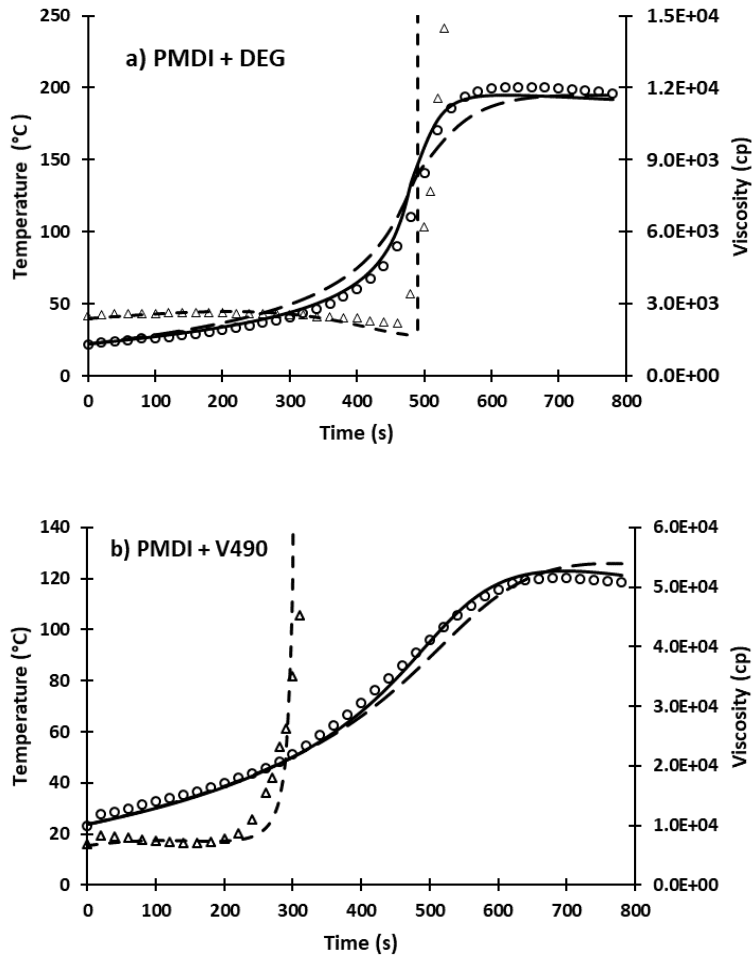 a) PMDI + DEG
Temperature (°C)
250
200
150
100
50
0
1.5E+04
1.2E+04
9.0E+03
6.0E+03
3.0E+03
0.0E+00
Viscosity (cp)
0 100 200 300 400 500 600 700 800
Time (s)
b) PMDI + V490
Temperature (°C)
140
120
100
80
60
40
20
0
6.0E+04
5.0E+04
4.0E+04
3.0E+04
2.0E+04
1.0E+04
0.0E+00
Viscosity (cp)
0 100 200 300 400 500 600 700 800
Time (s)